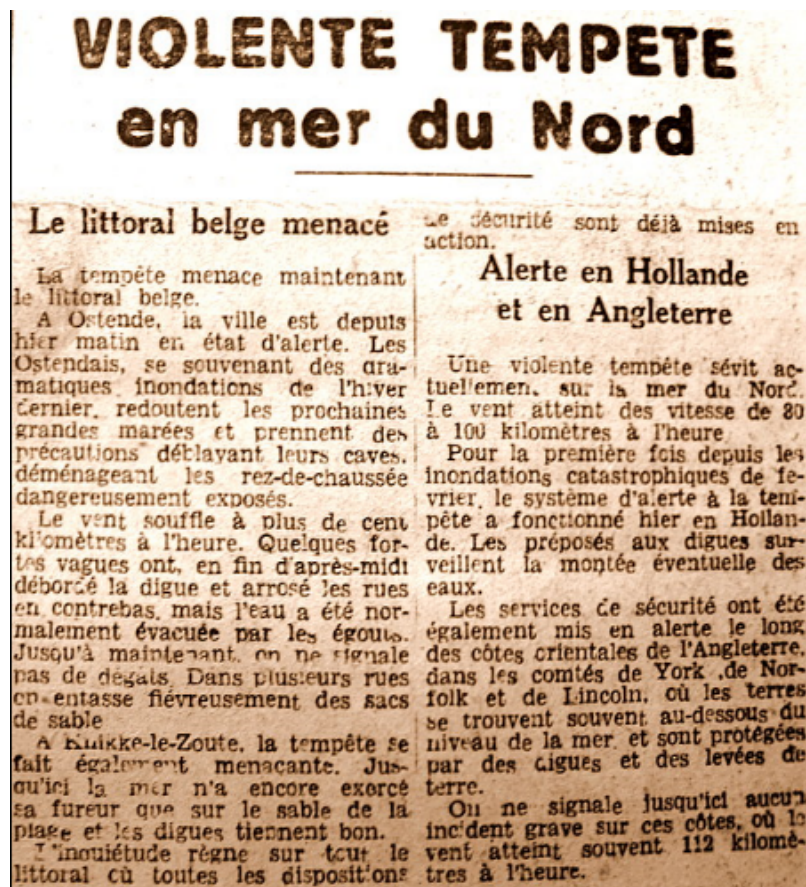 VIOLENTE TEMPETE
en mer du Nord
Le littoral belge menacé
La tempête menace maintenant
le littoral belge.
A Ostende, la ville est depuis
hier matin en état d'alerte. Les
Ostendais, se souvenant des dra-
matiques inondations de l'hiver
dernier, redoutent les prochaines
grandes marées et prennent des
précautions déblayant leurs caves,
déménageant les rez-de-chaussée
dangereusement exposés.
Le vent souffle à plus de cent
kilomètres à l'heure. Quelques for-
tes vagues ont, en fin d'après-midi
débordé la digue et arrosé les rues
en contrebas, mais l'eau a été nor-
malement évacuée par les égouts.
Jusqu'à maintenant, on ne signale
pas de dégats. Dans plusieurs rues
on entasse fiévreusement des sacs
de sable
A Knikke-le-Zoute, la tempête se
fait également menaçante. Jus-
qu'ici la mer n'a encore exercé
sa fureur que sur le sable de la
plage et les digues tiennent bon.
L'inquiétude règne sur tout le
littoral où toutes les dispositions
de sécurité sont déjà mises en
action.
Alerte en Hollande
et en Angleterre
Une violente tempête sévit ac-
tuellement sur la mer du Nord.
Le vent atteint des vitesse de 80
à 100 kilomètres à l'heure
Pour la première fois depuis les
inondations catastrophiques de fe-
vrier, le système d'alerte à la tem-
pête a fonctionné hier en Hollan-
de. Les préposés aux digues sur-
veillent la montée éventuelle des
eaux.
Les services de sécurité ont été
également mis en alerte le long
des côtes orientales de l'Angleterre,
dans les comtés de York, de Nor-
folk et de Lincoln, où les terres
se trouvent souvent au-dessous du
niveau de la mer et sont protégées
par des digues et des levées de
terre.
On ne signale jusqu'ici aucun
incident grave sur ces côtes, où le
vent atteint souvent 112 kilomè-
tres à l'heure.